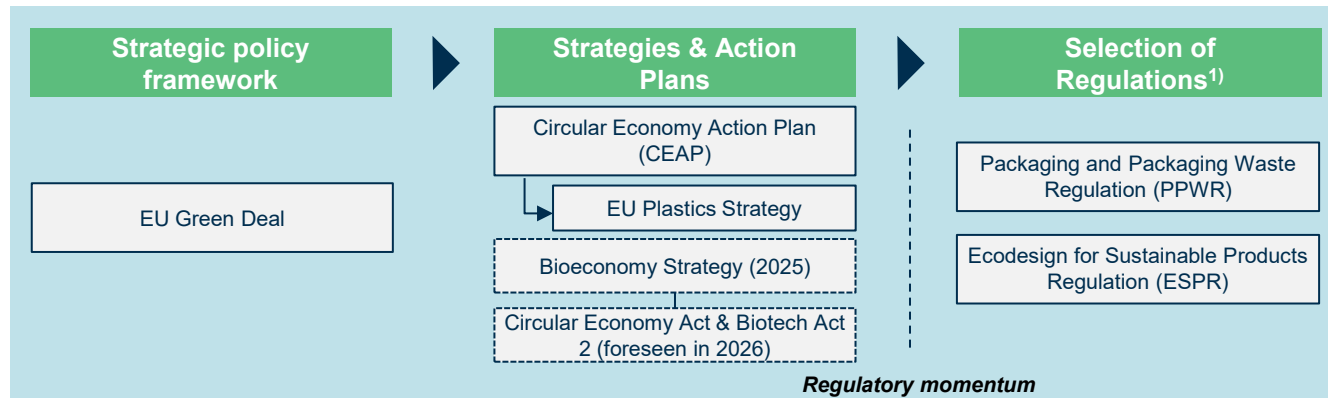 Strategic policy
framework
Strategies & Action
Plans
Selection of
Regulations1)
EU Green Deal
Circular Economy Action Plan
(CEAP)
EU Plastics Strategy
Bioeconomy Strategy (2025)
Circular Economy Act & Biotech Act
2 (foreseen in 2026)
Packaging and Packaging Waste
Regulation (PPWR)
Ecodesign for Sustainable Products
Regulation (ESPR)
Regulatory momentum